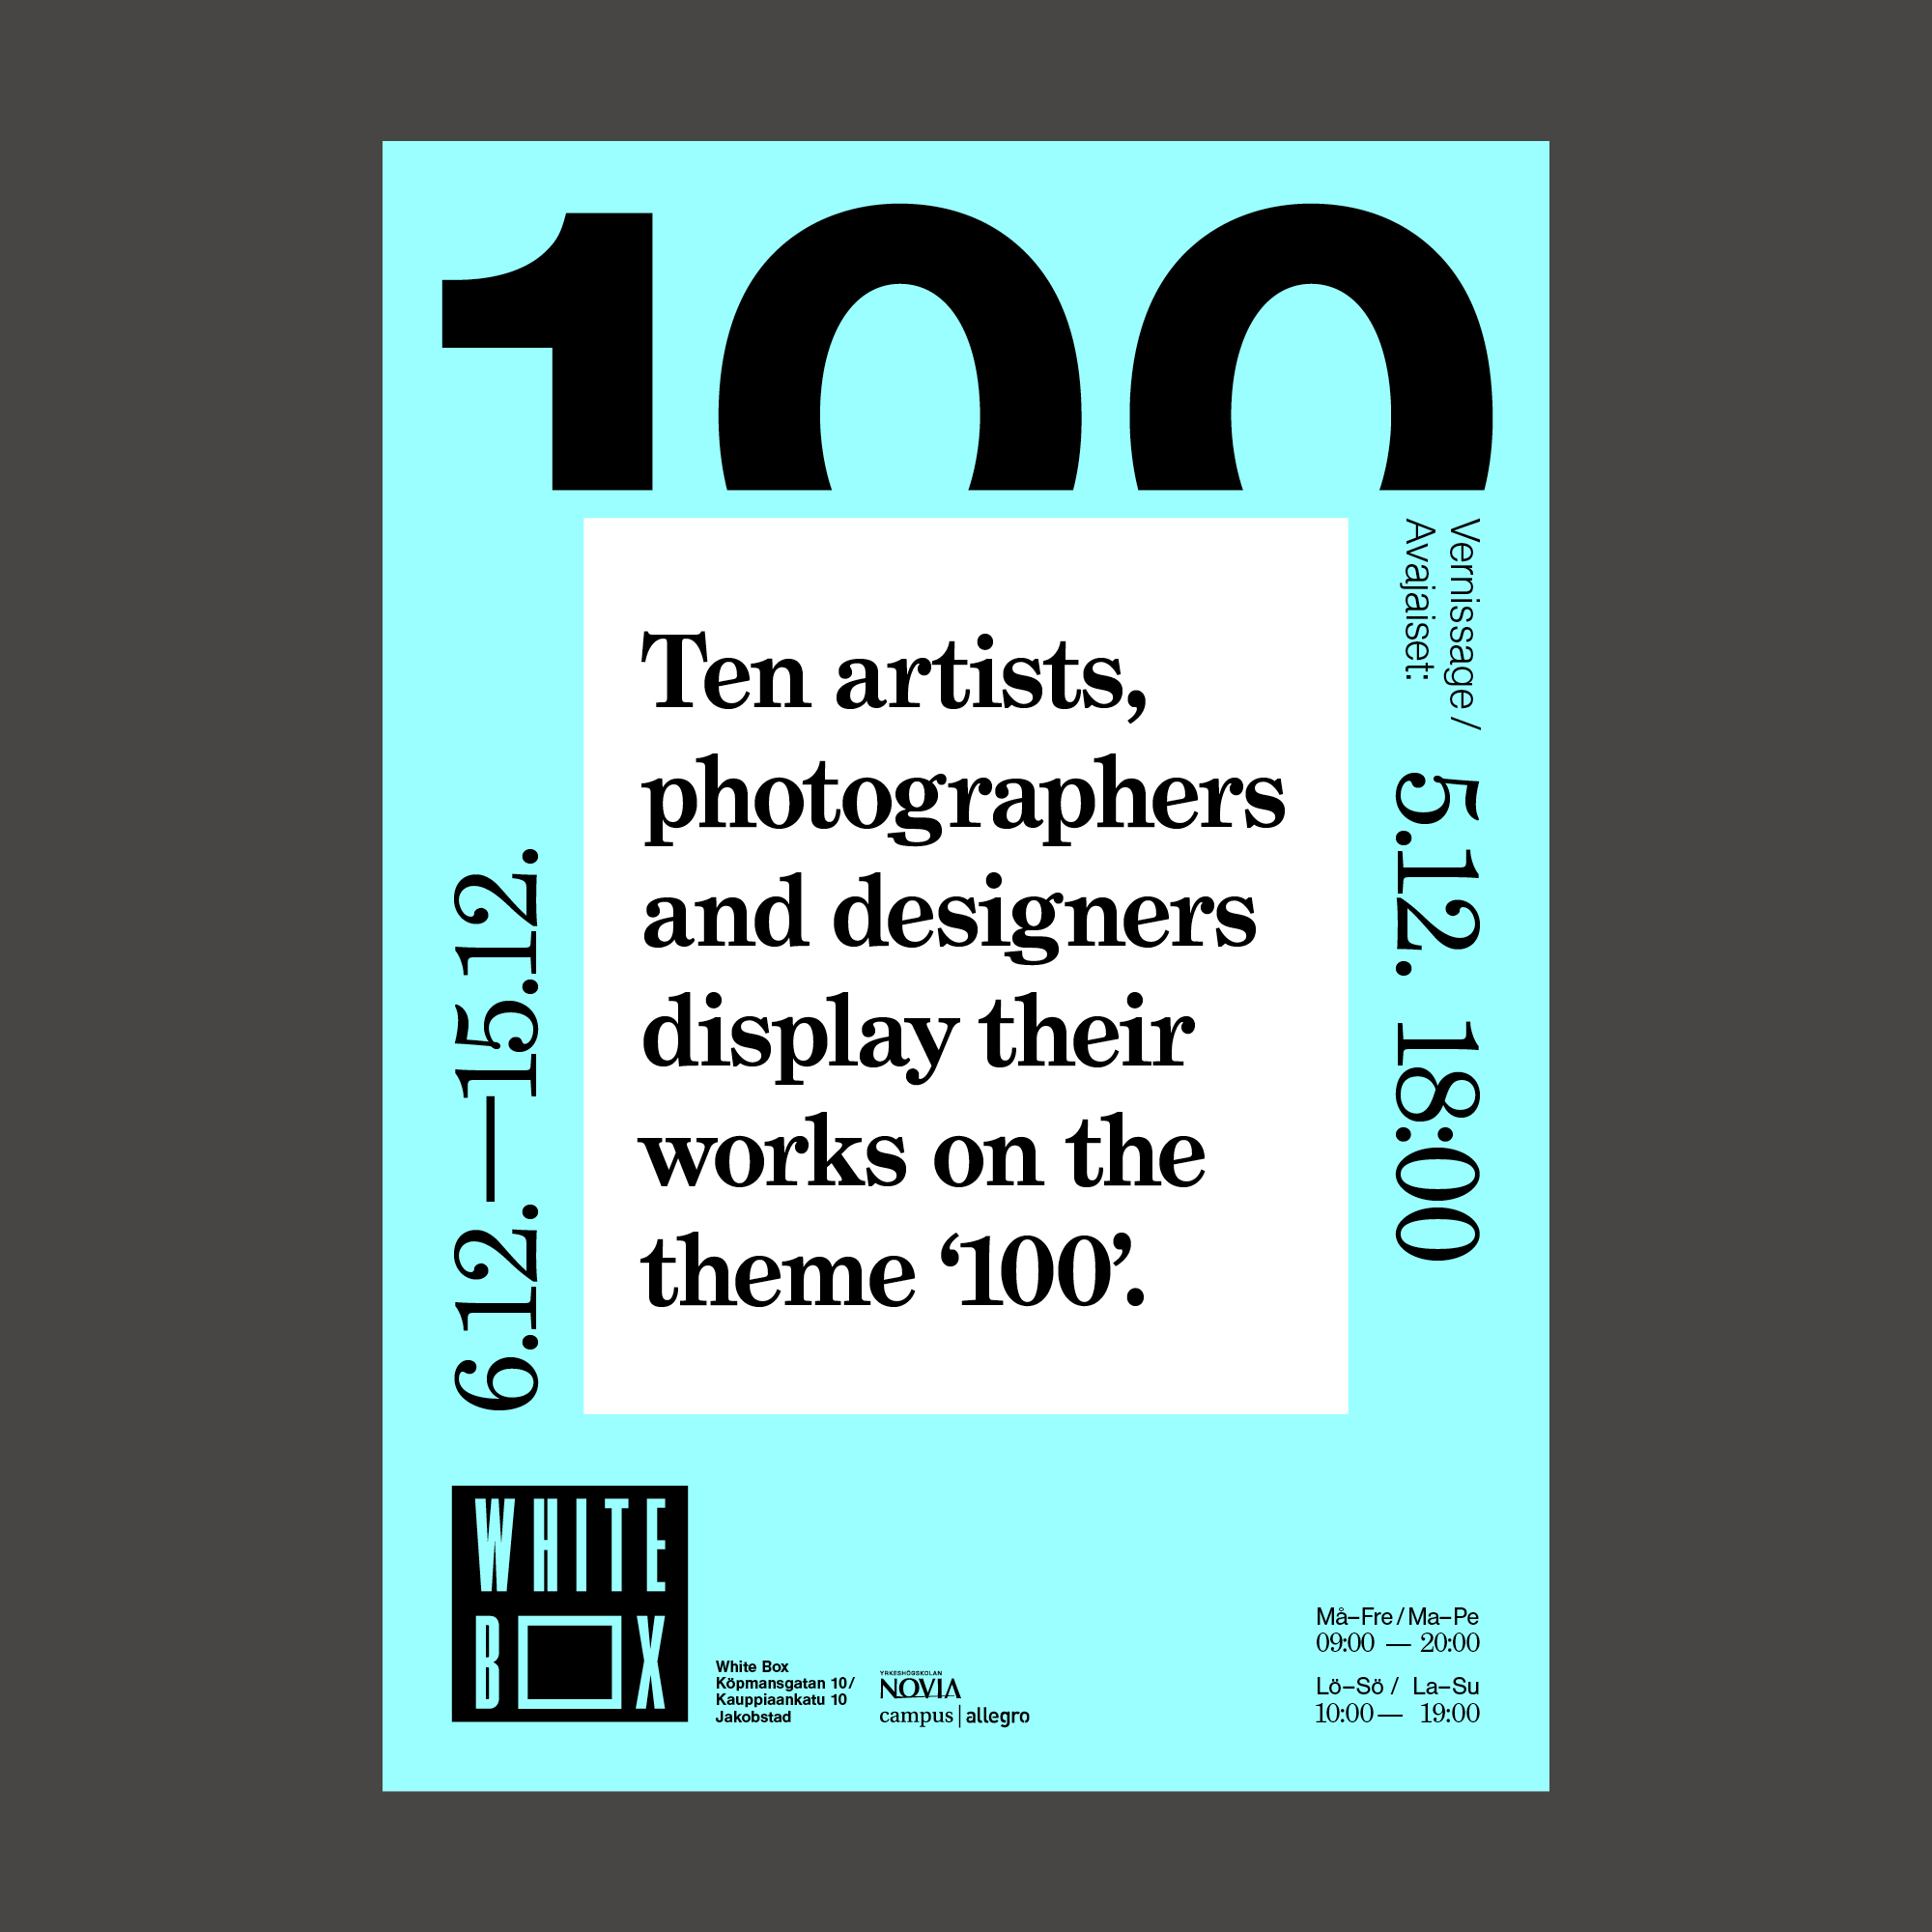 100
Vernissage /
Avajaiset:
5.12. 18:00
Ten artists,
photographers
and designers
display their
works on the
theme ‘100’.
6.12.—15.12.
WHITE
BOX
White Box
Köpmansgatan 10/
Kauppiaankatu 10
Jakobstad
YRKESHÖGSKOLAN
NOVIA
campus | allegro
Må–Fre / Ma–Pe
09:00 — 20:00
Lö–Sö / La–Su
10:00 — 19:00